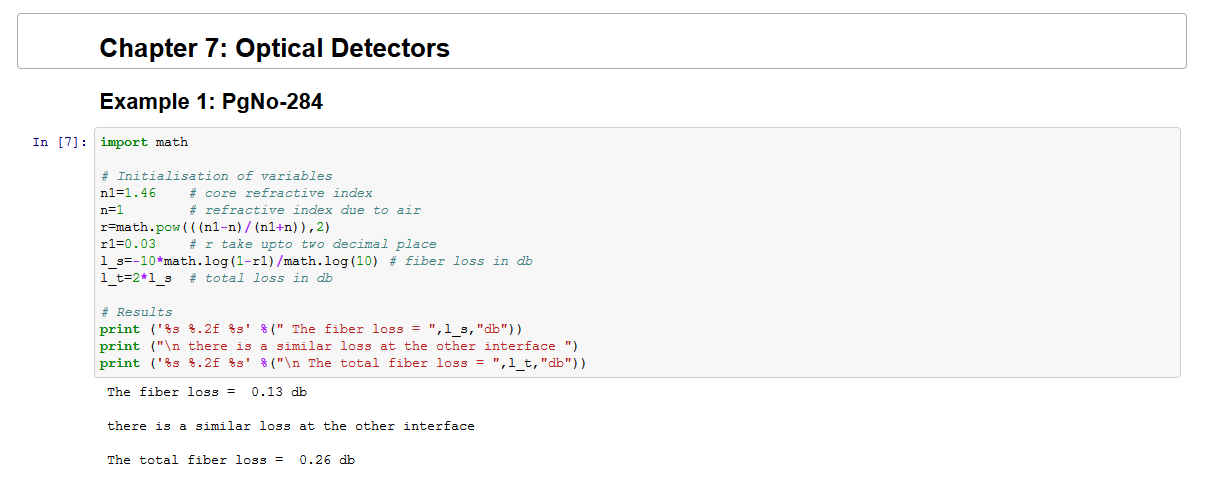 Chapter 7: Optical Detectors
Example 1: PgNo-284
In [7]: import math
# Initialisation of variables
n1=1.46    # core refractive index
n=1        # refractive index due to air
r=math.pow(((n1-n)/(n1+n)),2)
r1=0.03    # r take upto two decimal place
l_s=-10*math.log(1-r1)/math.log(10) # fiber loss in db
l_t=2*l_s  # total loss in db
# Results
print ('%s %.2f %s' %(" The fiber loss = ",l_s,"db"))
print ("\n there is a similar loss at the other interface ")
print ('%s %.2f %s' %("\n The total fiber loss = ",l_t,"db"))
The fiber loss =  0.13 db
there is a similar loss at the other interface
The total fiber loss =  0.26 db